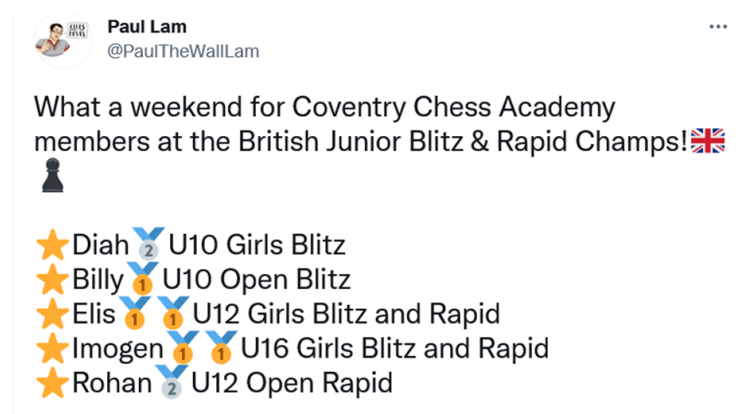 Paul Lam
@PaulTheWallLam
What a weekend for Coventry Chess Academy
members at the British Junior Blitz & Rapid Champs!🇬🇧
♟
⭐Diah🥈U10 Girls Blitz
⭐Billy🥇U10 Open Blitz
⭐Elis🥇🥇U12 Girls Blitz and Rapid
⭐Imogen🥇🥇U16 Girls Blitz and Rapid
⭐Rohan🥈U12 Open Rapid